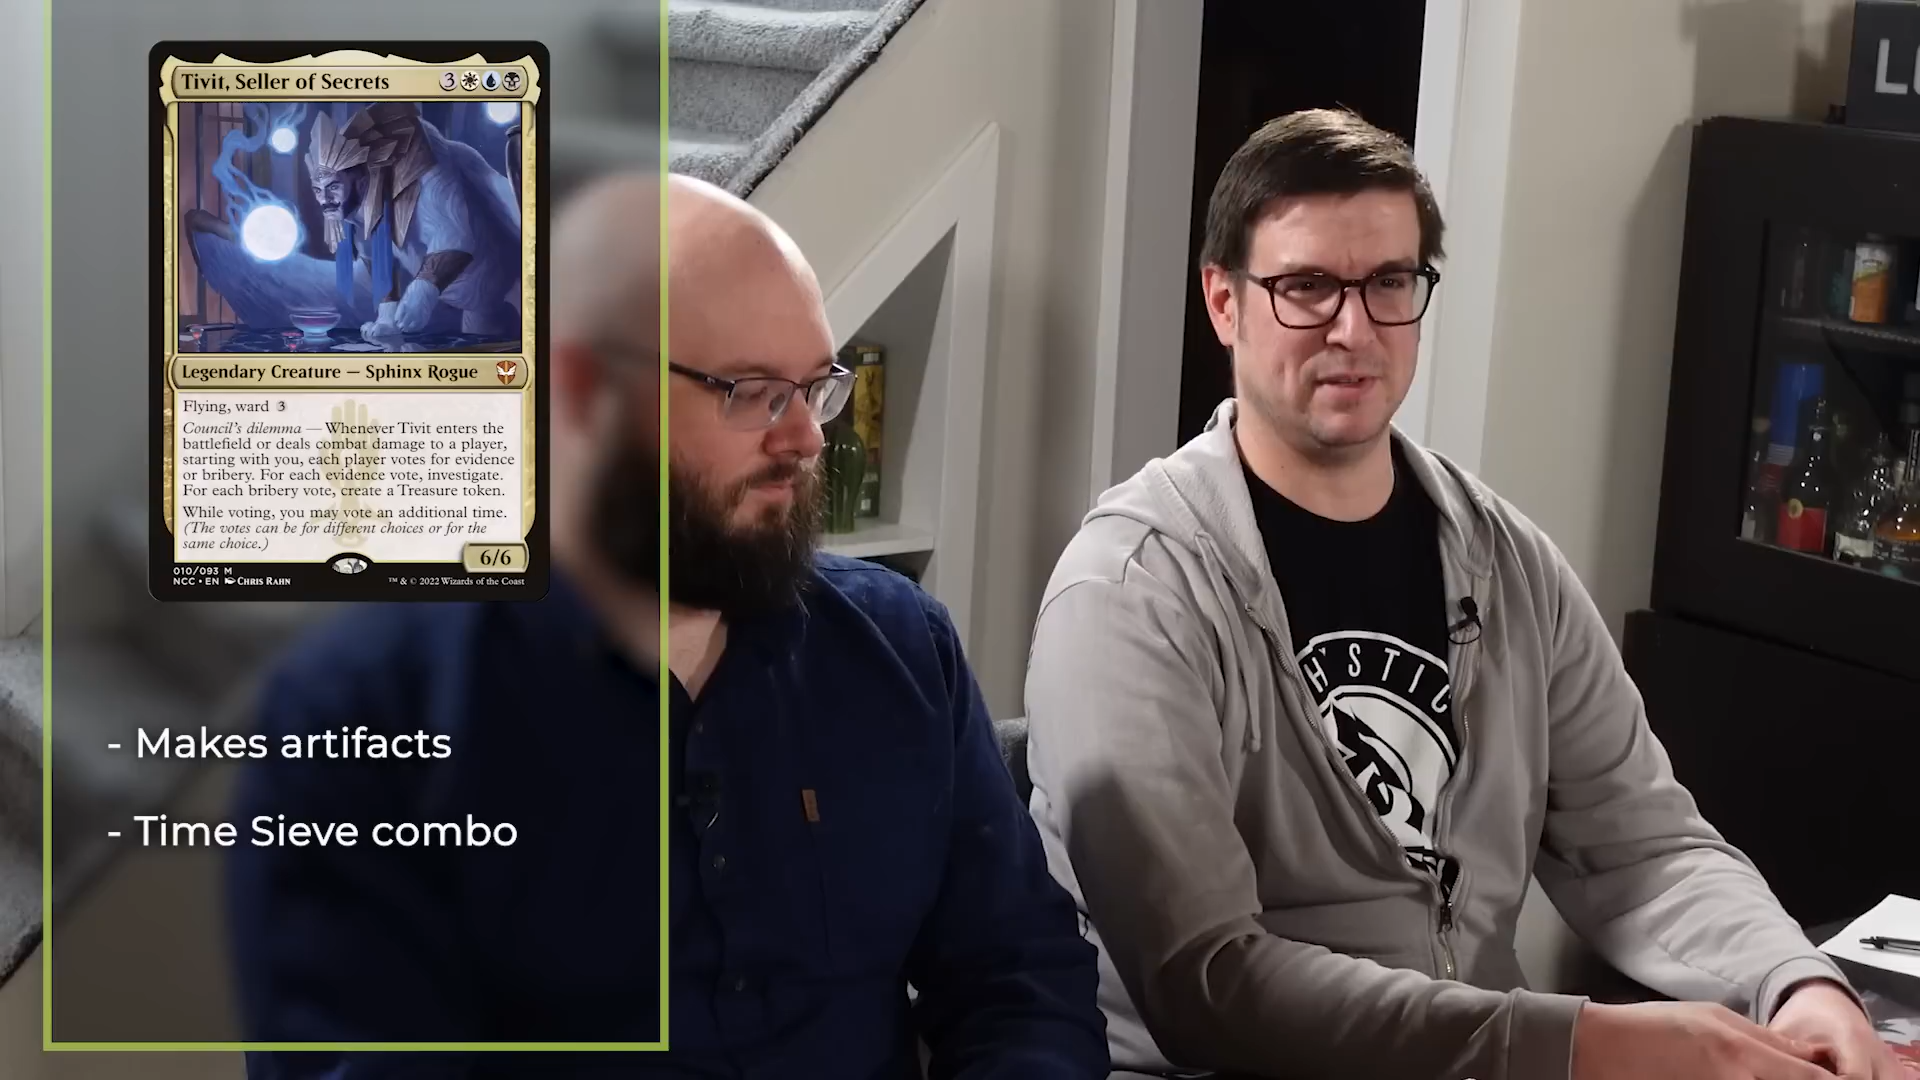 Tivit, Seller of Secrets 3
Legendary Creature — Sphinx Rogue
Flying, ward 3
Council's dilemma — Whenever Tivit enters the
battlefield or deals combat damage to a player,
starting with you, each player votes for evidence
or bribery. For each evidence vote, investigate.
For each bribery vote, create a Treasure token.
While voting, you may vote an additional time.
(The votes can be for different choices or for the
same choice.)
6/6
010/093 M
NCC • EN CHRIS RAHN
™ & © 2022 Wizards of the Coast
- Makes artifacts
- Time Sieve combo